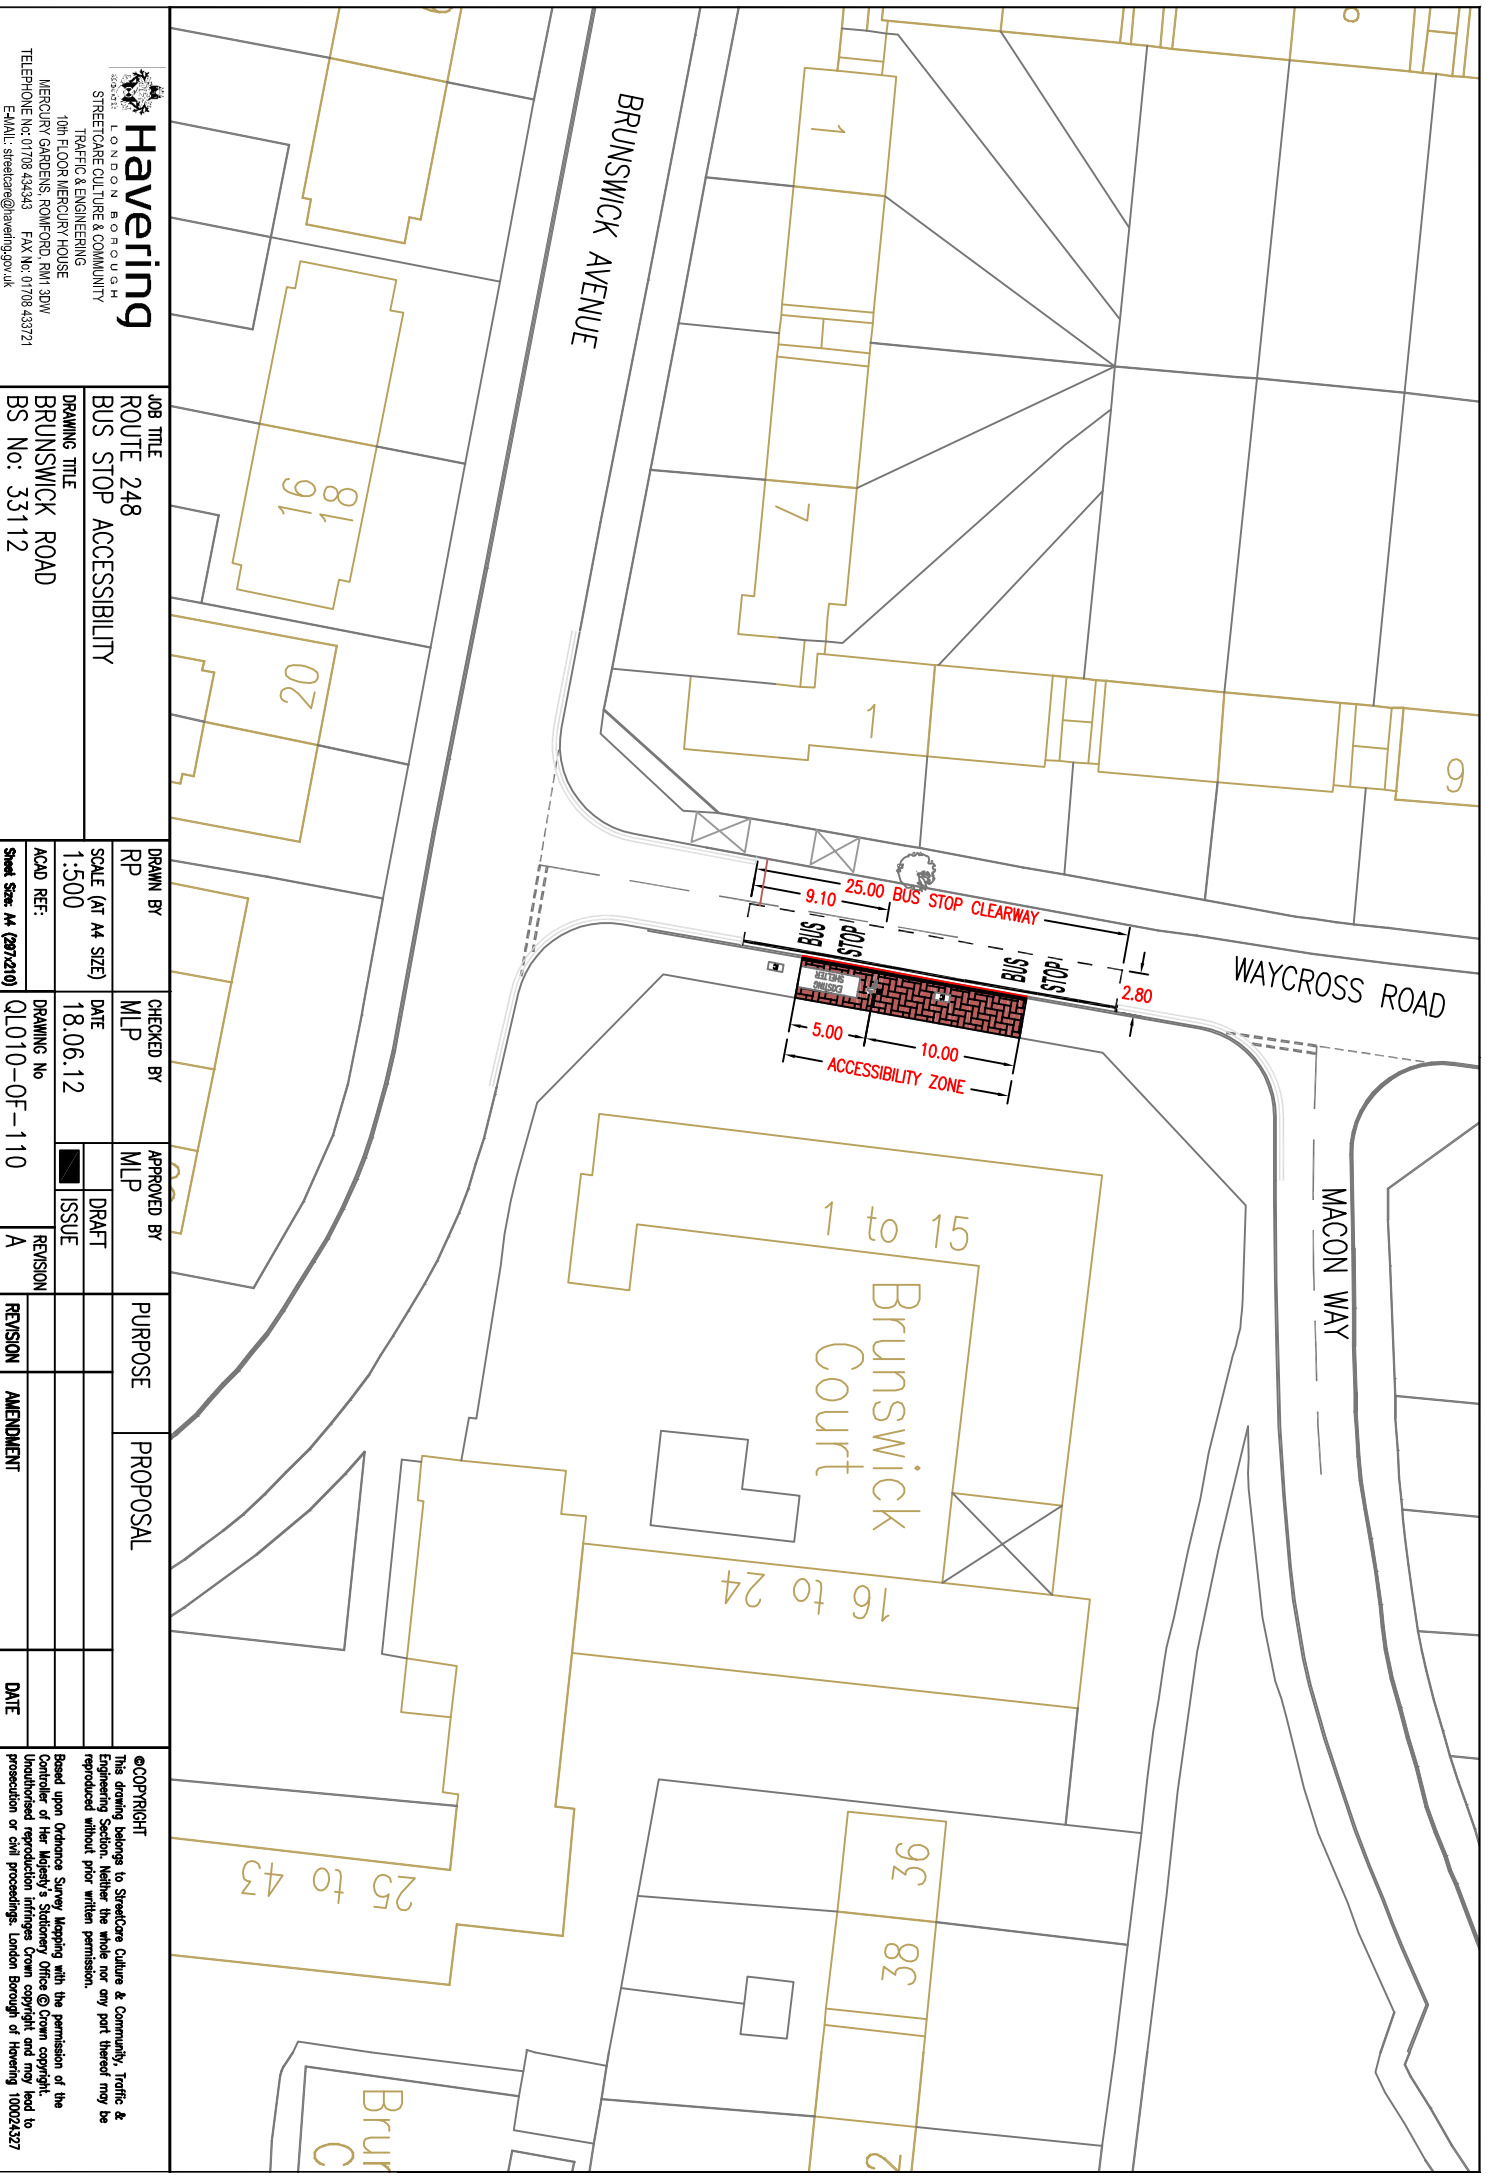 BRUNSWICK AVENUE
WAYCROSS ROAD
MACON WAY
1
7
1
9
16
18
20
25.00 BUS STOP CLEARWAY
9.10
BUS STOP
BUS STOP
2.80
EXISTING
SHELTER
5.00
10.00
ACCESSIBILITY ZONE
1 to 15
Brunswick
Court
16 to 24
25 to 43
36
38
2
Brun
C
Havering
LONDON BOROUGH
STREETCARE CULTURE & COMMUNITY
TRAFFIC & ENGINEERING
10th FLOOR MERCURY HOUSE
MERCURY GARDENS, ROMFORD, RM1 3DW
TELEPHONE No: 01708 434343 FAX No: 01708 433721
E-MAIL: streetcare@havering.gov.uk
JOB TITLE
ROUTE 248
BUS STOP ACCESSIBILITY
DRAWING TITLE
BRUNSWICK ROAD
BS No: 33112
DRAWN BY
RP
CHECKED BY
MLP
APPROVED BY
MLP
SCALE (AT A4 SIZE)
1:500
DATE
18.06.12
DRAFT
ISSUE
ACAD REF:
Sheet Size: A4 (297x210)
DRAWING No
QL010-OF-110
REVISION
A
PURPOSE
PROPOSAL
REVISION
AMENDMENT
DATE
©COPYRIGHT
This drawing belongs to StreetCare Culture & Community, Traffic &
Engineering Section. Neither the whole nor any part thereof may be
reproduced without prior written permission.
Based upon Ordnance Survey Mapping with the permission of the
Controller of Her Majesty's Stationery Office © Crown copyright.
Unauthorised reproduction infringes Crown copyright and may lead to
prosecution or civil proceedings. London Borough of Havering 100024327